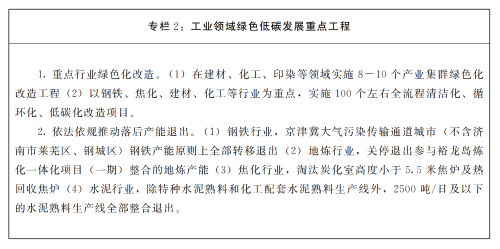 专栏 2：工业领域绿色低碳发展重点工程
1. 重点行业绿色化改造。（1）在建材、化工、印染等领域实施 8－10 个产业集群绿色化
改造工程（2）以钢铁、焦化、建材、化工等行业为重点，实施 100 个左右全流程清洁化、循
环化、低碳化改造项目。
2. 依法依规推动落后产能退出。（1）钢铁行业，京津冀大气污染传输通道城市（不含济
南市莱芜区、钢城区）钢铁产能原则上全部转移退出（2）地炼行业，关停退出参与裕龙岛炼
化一体化项目（一期）整合的地炼产能（3）焦化行业，淘汰炭化室高度小于 5.5 米焦炉及热
回收焦炉（4）水泥行业，除特种水泥熟料和化工配套水泥熟料生产线外，2500 吨/日及以下
的水泥熟料生产线全部整合退出。